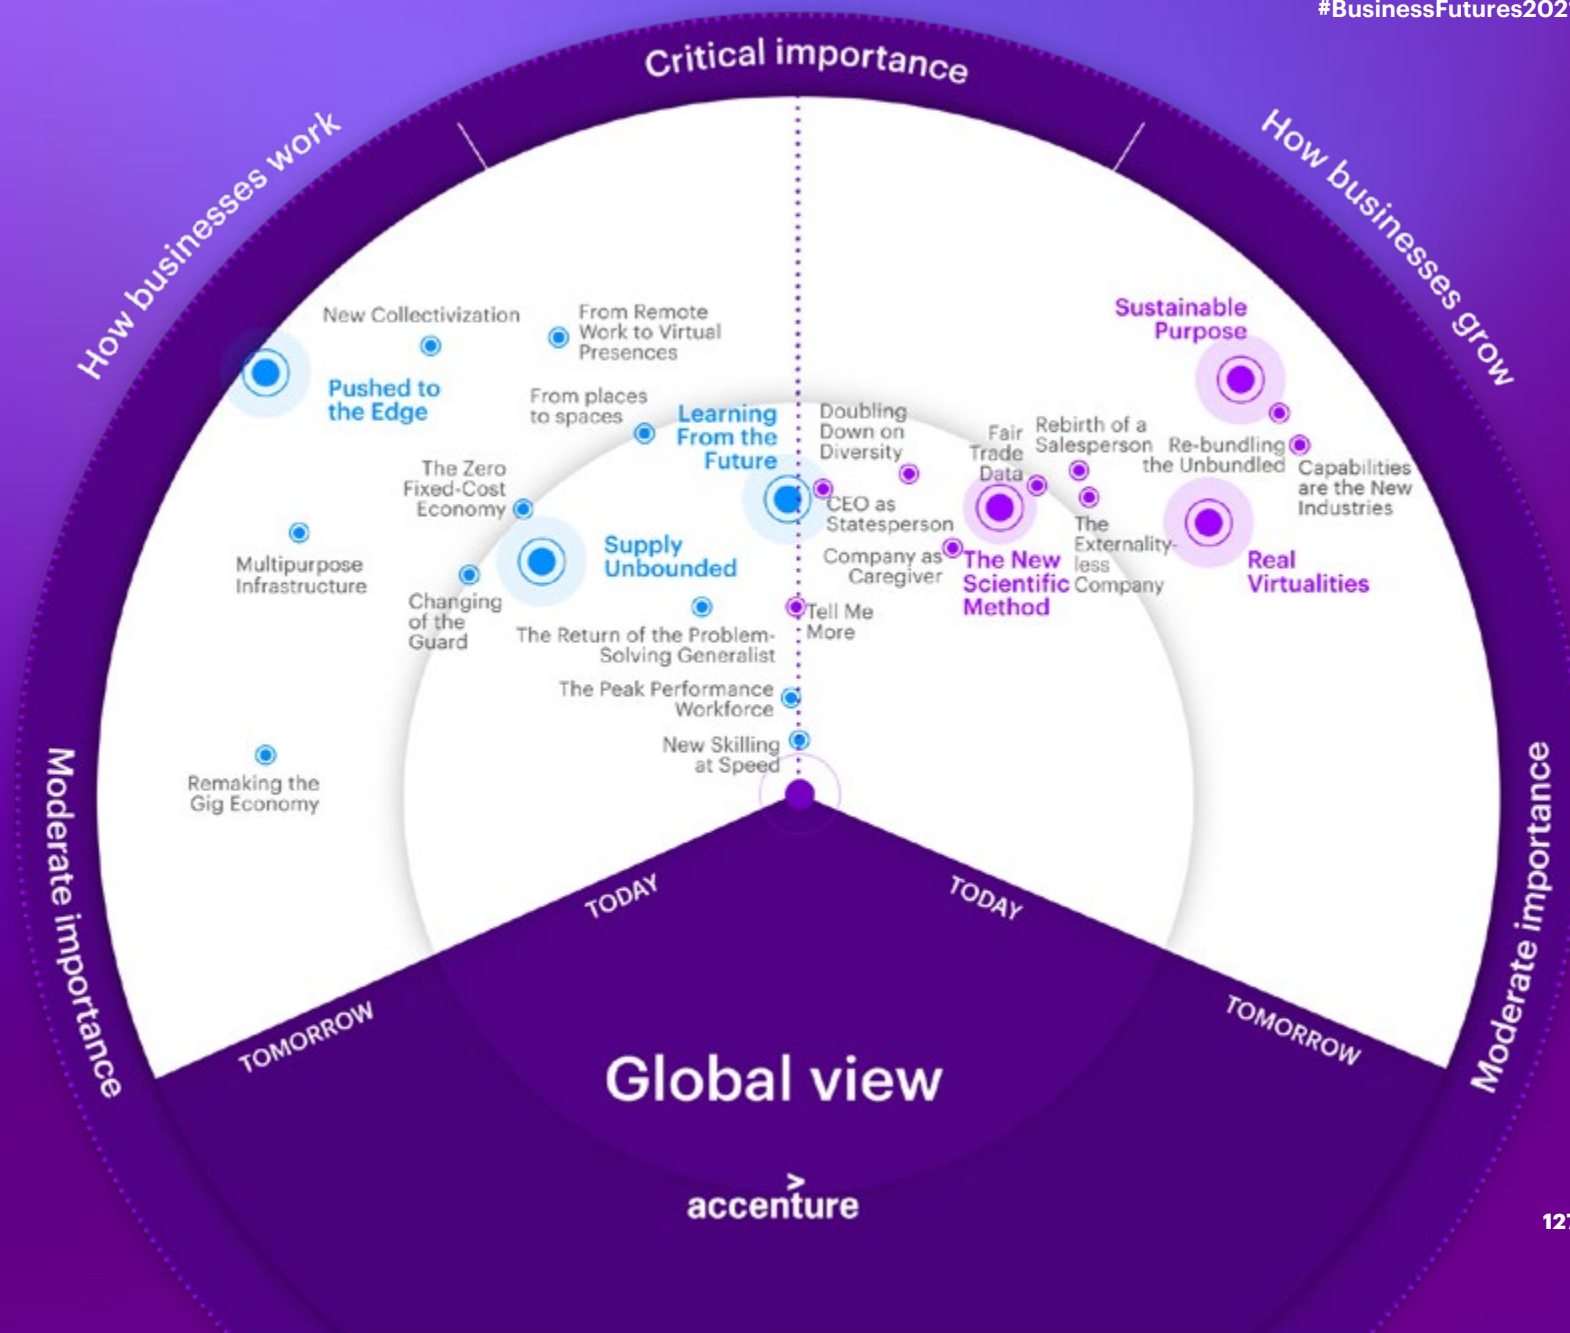 #BusinessFutures2021
Critical importance
How businesses work
How businesses grow
New Collectivization
From Remote
Work to Virtual
Presences
Pushed to
the Edge
From places
to spaces
Learning
From the
Future
The Zero
Fixed-Cost
Economy
Multipurpose
Infrastructure
Supply
Unbounded
Changing
of the
Guard
The Return of the Problem-
Solving Generalist
The Peak Performance
Workforce
New Skilling
at Speed
Remaking the
Gig Economy
Sustainable
Purpose
Doubling
Down on
Diversity
Fair
Trade
Data
Rebirth of a
Salesperson
Re-bundling
the Unbundled
Capabilities
are the New
Industries
CEO as
Statesperson
Company as
Caregiver
The New
Scientific
Method
The
Externality-
less
Company
Real
Virtualities
Tell Me
More
Moderate importance
Moderate importance
TODAY
TODAY
TOMORROW
TOMORROW
Global view
accenture
127